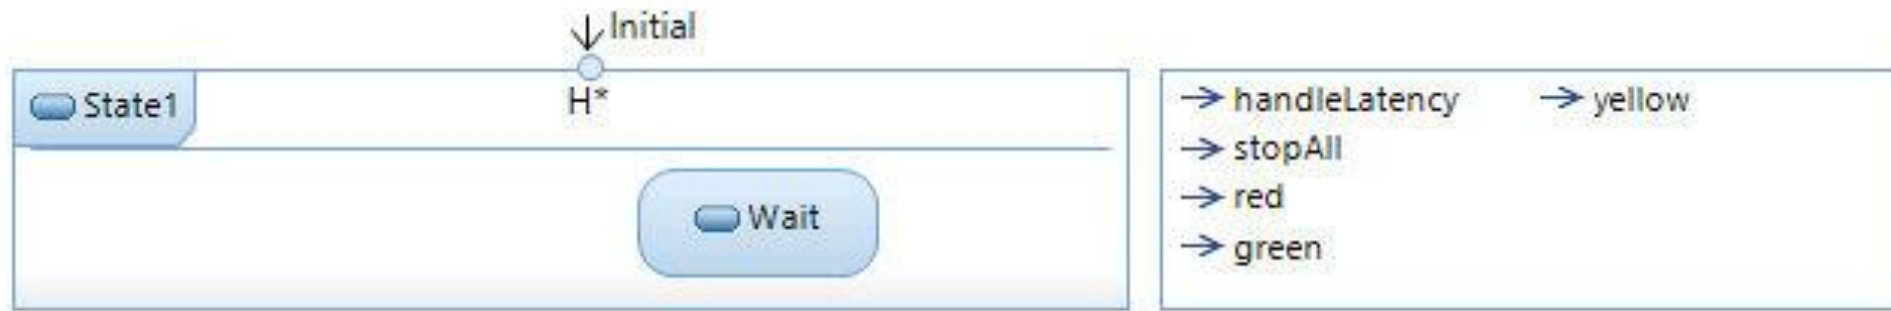 Initial
State1
H*
Wait
handleLatency
yellow
stopAll
red
green